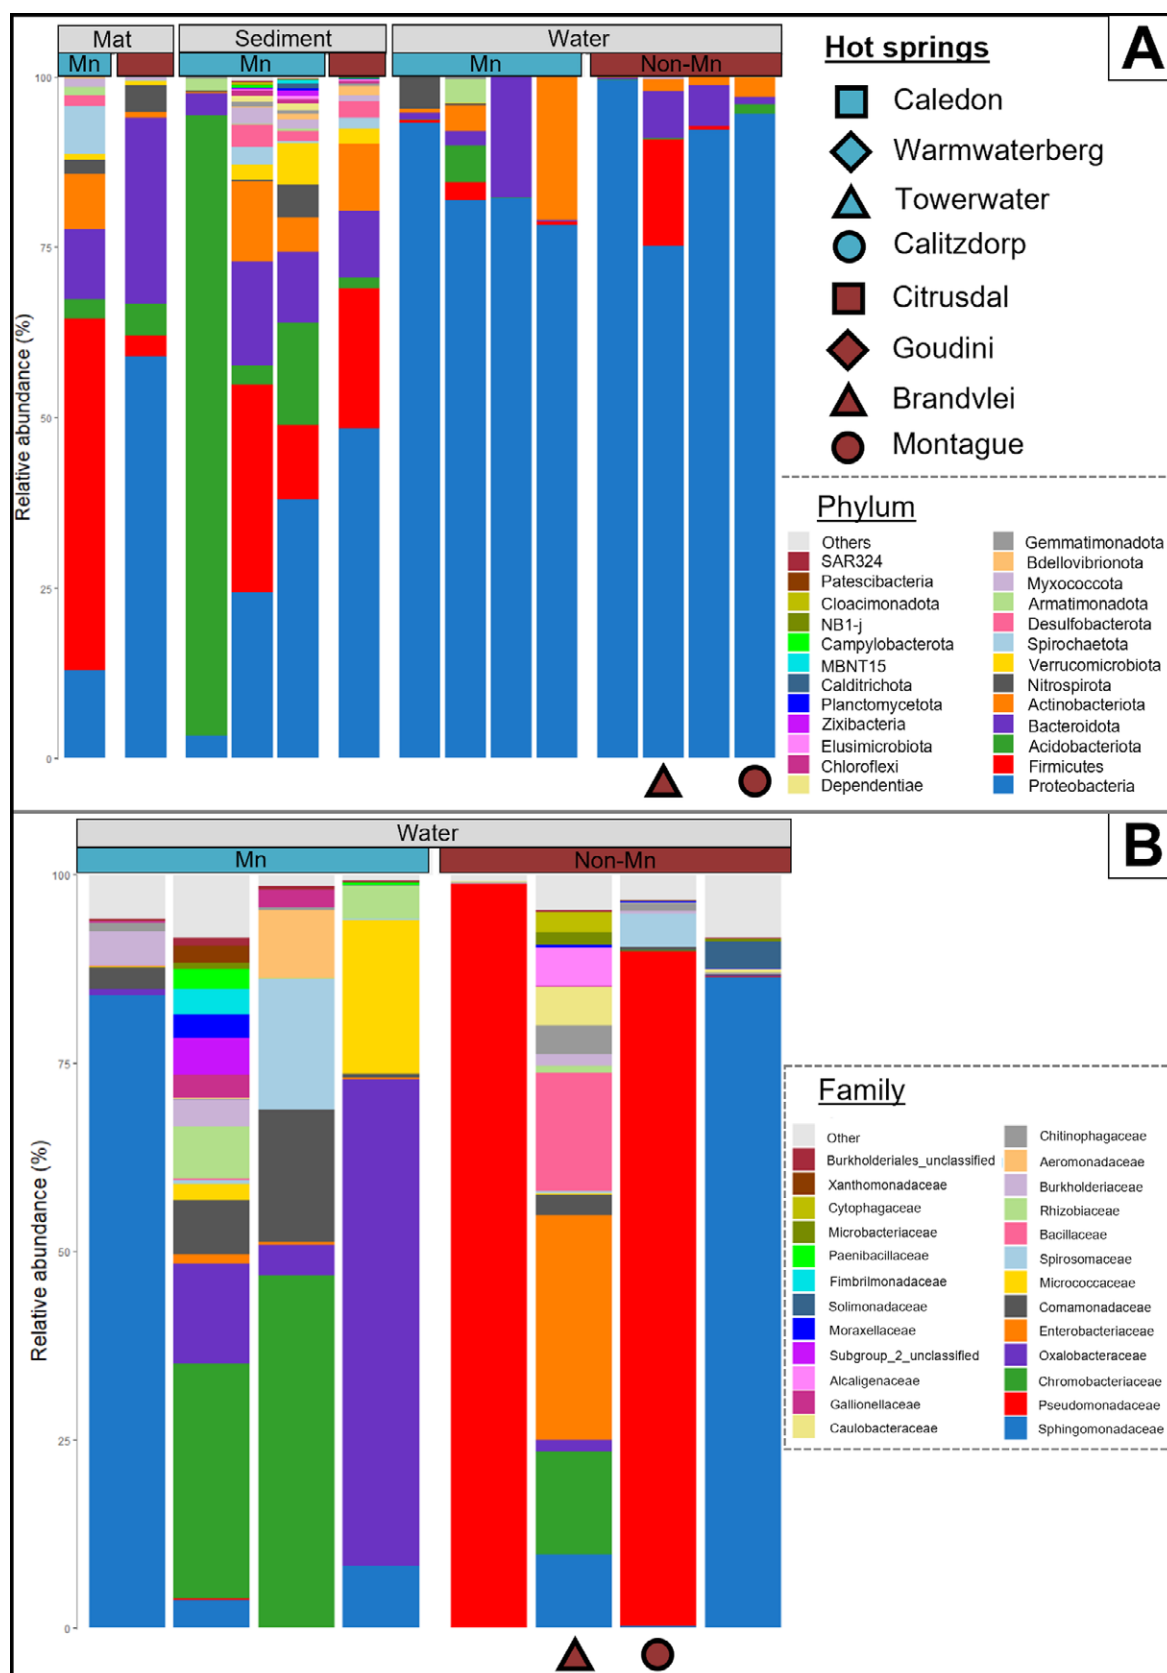 A
Mat
Sediment
Water
Mn
Mn
Mn
Non-Mn
Relative abundance (%)
100
75
50
25
0
Hot springs
Caledon
Warmwaterberg
Towerwater
Calitzdorp
Citrusdal
Goudini
Brandvlei
Montague
Phylum
Others
SAR324
Patescibacteria
Cloacimonadota
NB1-j
Campylobacterota
MBNT15
Calditrichota
Planctomycetota
Zixibacteria
Elusimicrobiota
Chloroflexi
Dependentiae
Gemmatimonadota
Bdellovibrionota
Myxococcota
Armatimonadota
Desulfobacterota
Spirochaetota
Verrucomicrobiota
Nitrospirota
Actinobacteriota
Bacteroidota
Acidobacteriota
Firmicutes
Proteobacteria
B
Water
Mn
Non-Mn
Relative abundance (%)
100
75
50
25
0
Family
Other
Burkholderiales_unclassified
Xanthomonadaceae
Cytophagaceae
Microbacteriaceae
Paenibacillaceae
Fimbrilmonadaceae
Solimonadaceae
Moraxellaceae
Subgroup_2_unclassified
Alcaligenaceae
Gallionellaceae
Caulobacteraceae
Chitinophagaceae
Aeromonadaceae
Burkholderiaceae
Rhizobiaceae
Bacillaceae
Spirosomaceae
Micrococcaceae
Comamonadaceae
Enterobacteriaceae
Oxalobacteraceae
Chromobacteriaceae
Pseudomonadaceae
Sphingomonadaceae